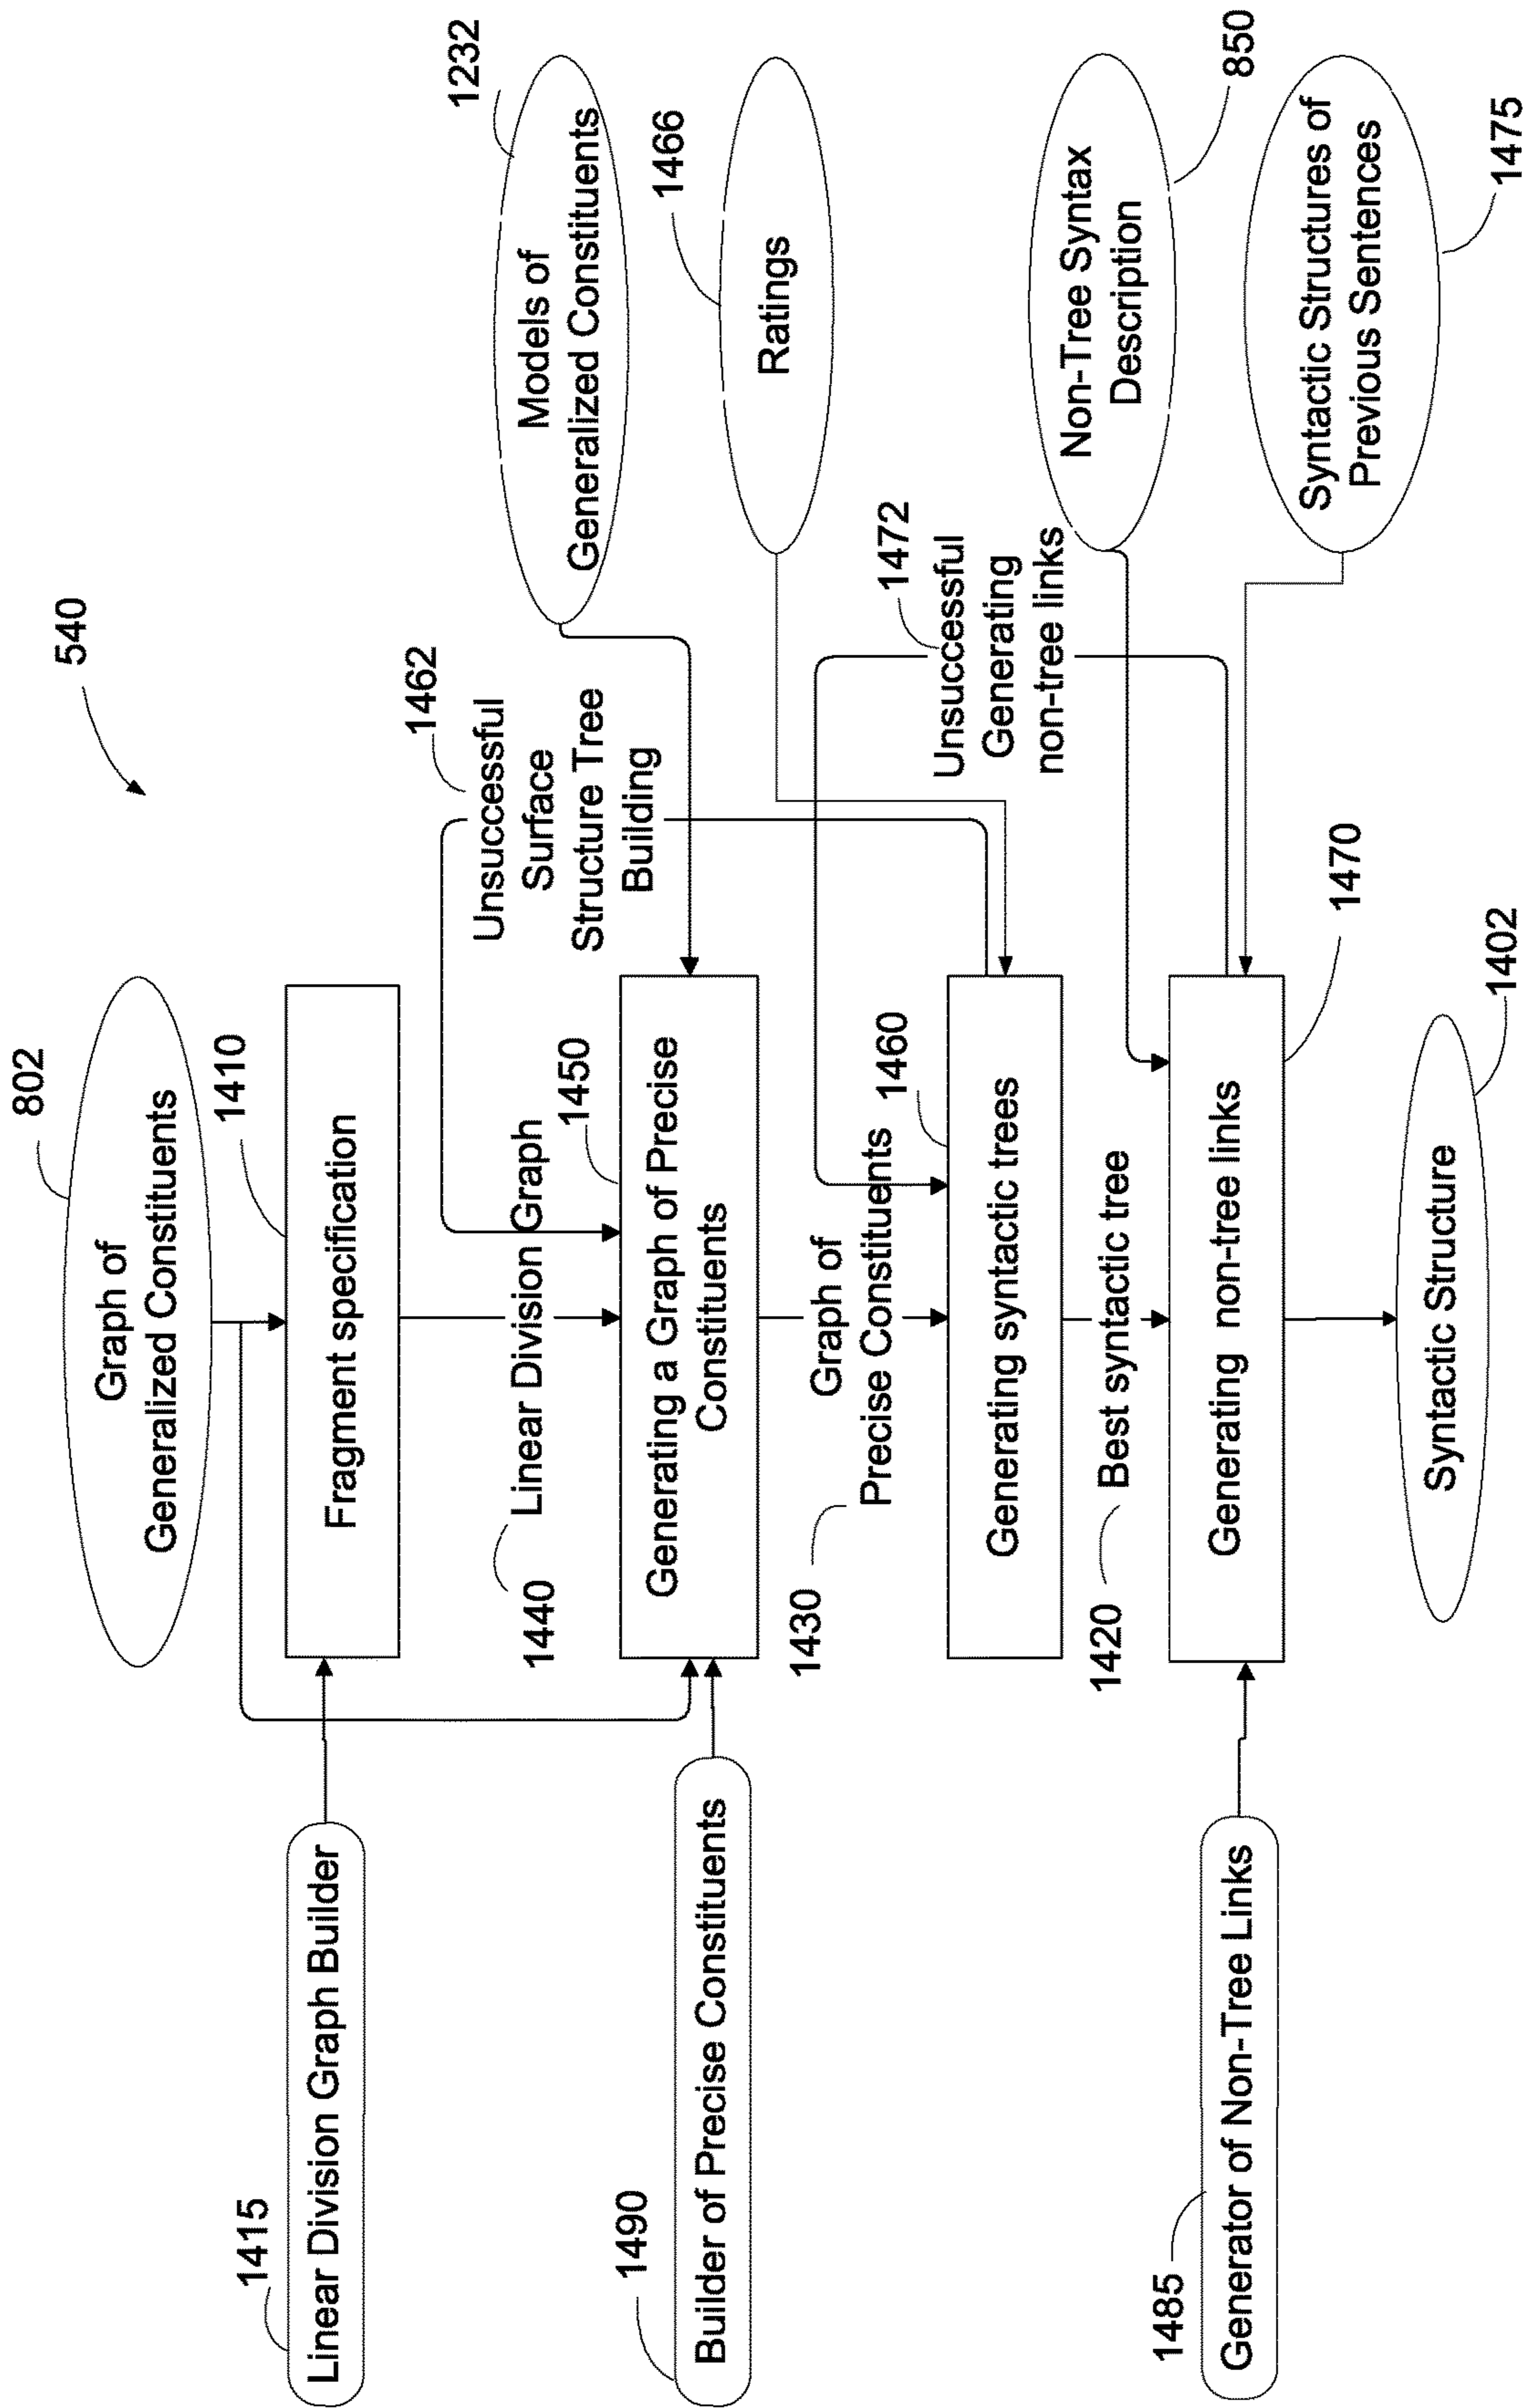 540
802
Graph of
Generalized Constituents
1410
1415
Linear Division Graph Builder
Fragment specification
1440
Linear Division Graph
1462
Unsuccessful
Surface
Structure Tree
Building
1232
Models of
Generalized Constituents
1450
1490
Builder of Precise Constituents
Generating a Graph of Precise
Constituents
1466
Ratings
1430
Graph of
Precise Constituents
1460
Generating syntactic trees
1472
Unsuccessful
Generating
non-tree links
1420
Best syntactic tree
Non-Tree Syntax
Description
850
1485
Generator of Non-Tree Links
Generating non-tree links
1470
Syntactic Structures of
Previous Sentences
1475
Syntactic Structure
1402